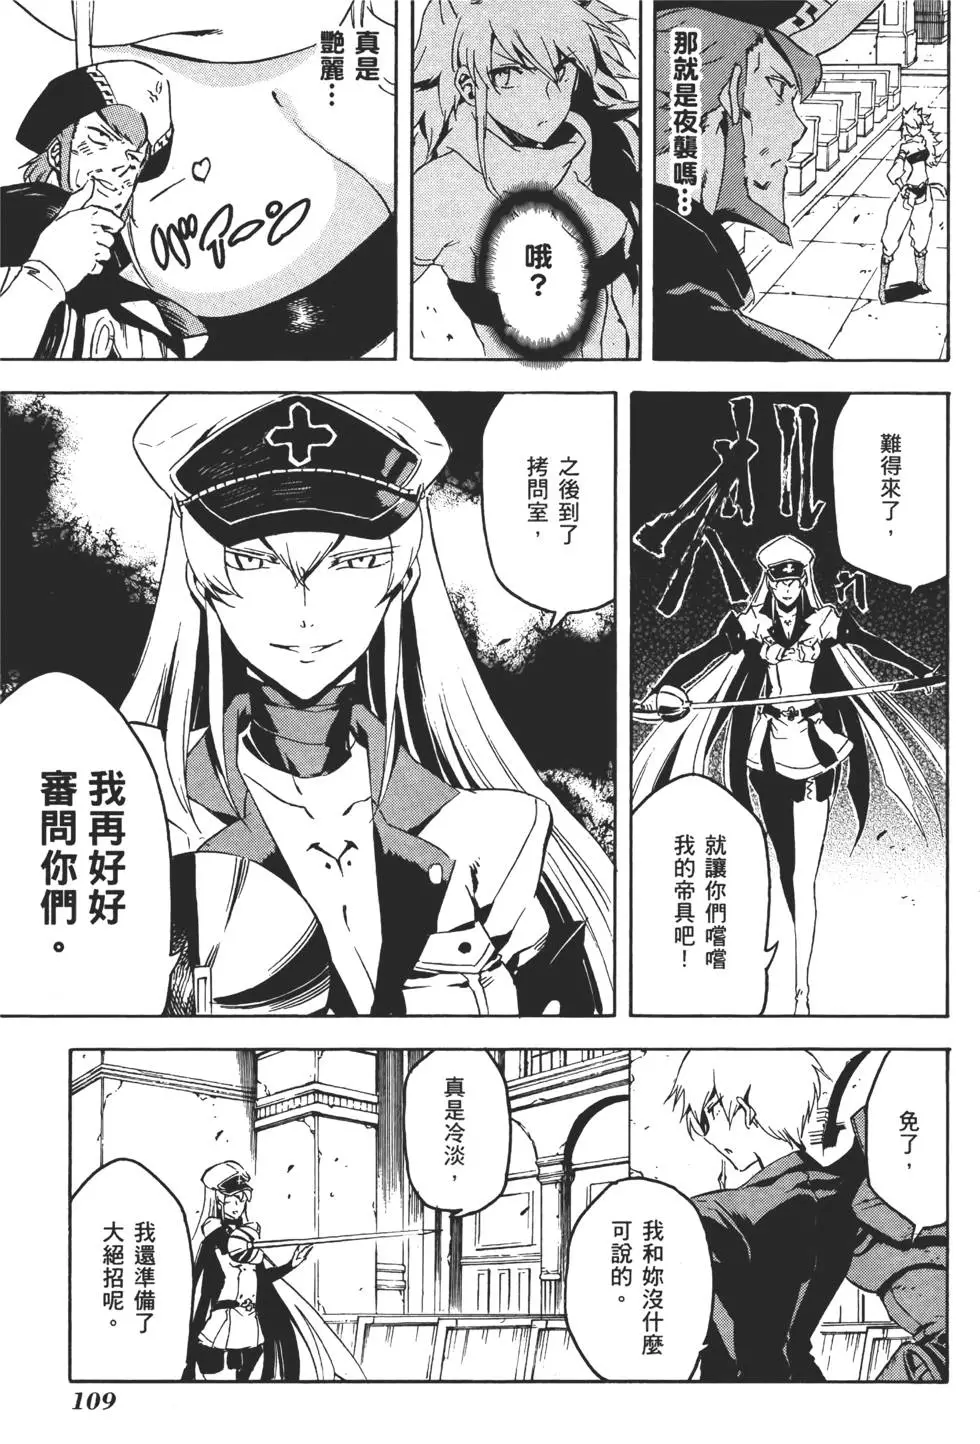 那就是夜襲嗎…
哦？
真是
艷麗…
難得來了，
就讓你們嚐嚐
我的帝具吧！
之後到了
拷問室，
我再好好
審問你們。
免了，
我和妳沒什麼
可說的。
真是冷淡，
我還準備了
大絕招呢。
109